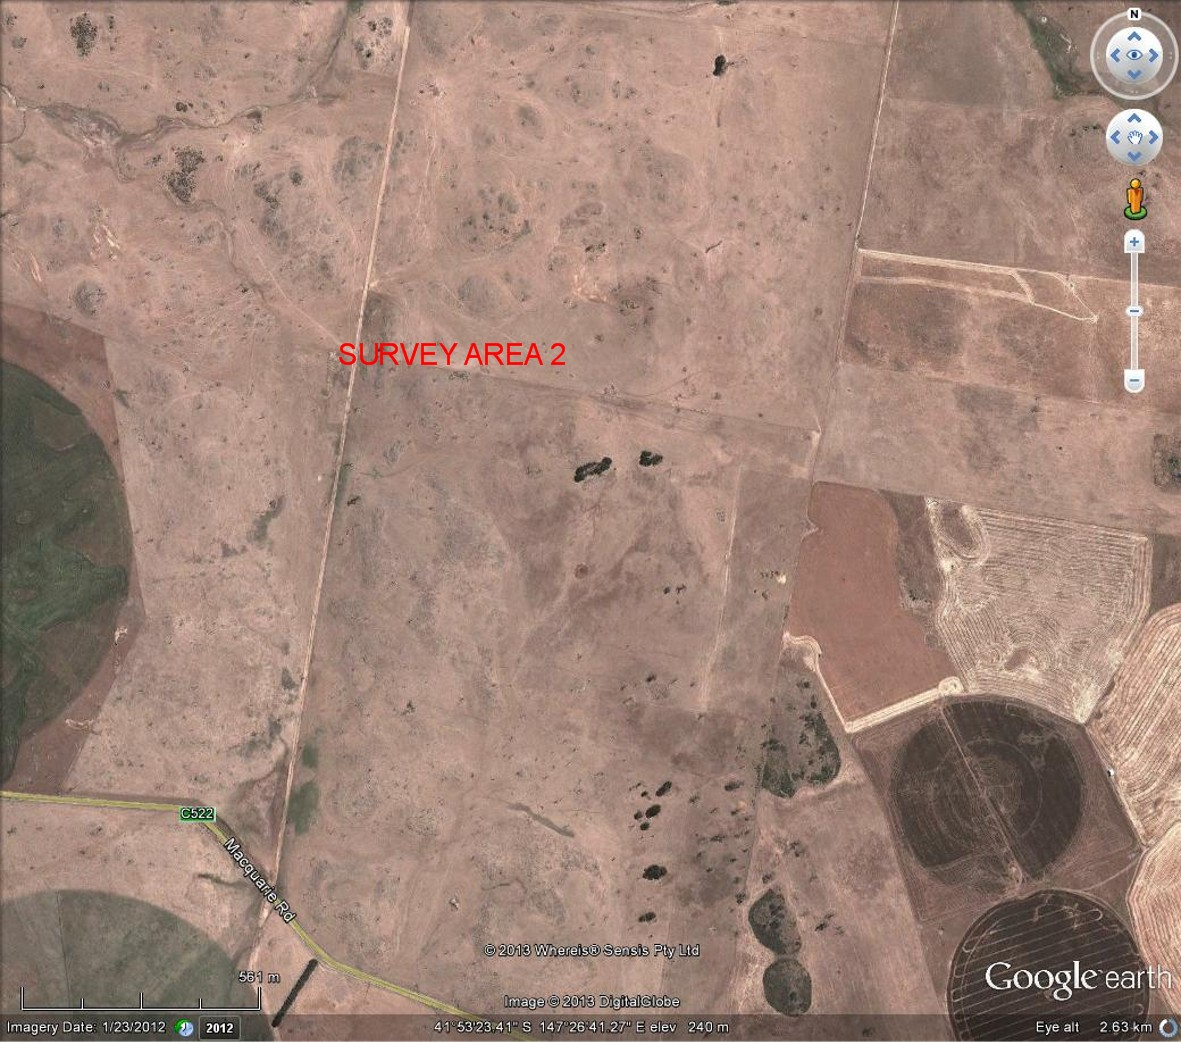 N
SURVEY AREA 2
C522
Macquarie Rd
© 2013 Whereis® Sensis Pty Ltd
Google earth
561 m
Image © 2013 DigitalGlobe
Imagery Date: 1/23/2012 2012 41°53'23.41" S 147°26'41.27" E elev 240 m Eye alt 2.63 km